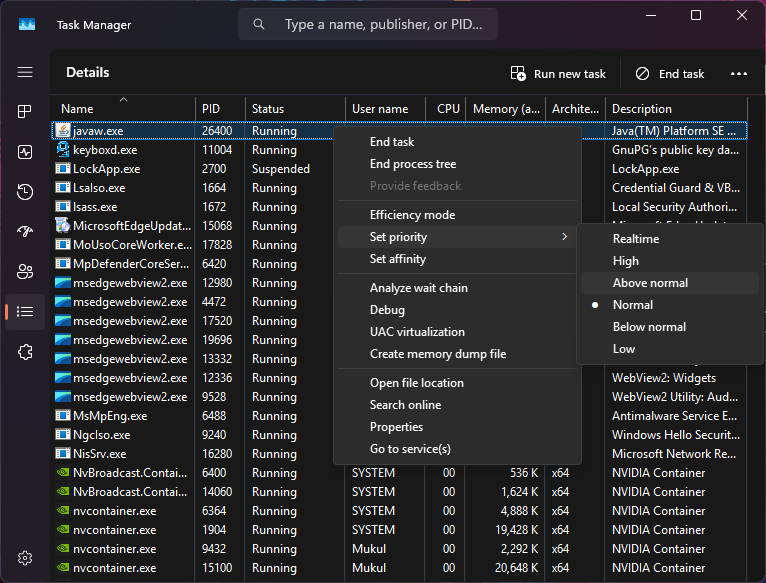 Task Manager
Type a name, publisher, or PID...
Details
Run new task
End task
Name PID Status User name CPU Memory (a... Archite... Description
javaw.exe 26400 Running Java(TM) Platform SE ...
keyboxd.exe 11004 Running GnuPG's public key da...
LockApp.exe 2700 Suspended LockApp.exe
LsaIso.exe 1664 Running Credential Guard & VB...
lsass.exe 1672 Running Local Security Authori...
MicrosoftEdgeUpdat... 15068 Running
MoUsoCoreWorker.e... 17828 Running
MpDefenderCoreSer... 6420 Running
msedgewebview2.exe 12980 Running
msedgewebview2.exe 4472 Running
msedgewebview2.exe 17520 Running
msedgewebview2.exe 19696 Running
msedgewebview2.exe 13332 Running
msedgewebview2.exe 12336 Running WebView2: Widgets
msedgewebview2.exe 9528 Running WebView2 Utility: Aud...
MsMpEng.exe 6488 Running Antimalware Service E...
NgcIso.exe 9240 Running Windows Hello Securit...
NisSrv.exe 16280 Running Microsoft Network Re...
NvBroadcast.Contai... 6400 Running SYSTEM 00 536 K x64 NVIDIA Container
NvBroadcast.Contai... 14060 Running SYSTEM 00 1,624 K x64 NVIDIA Container
nvcontainer.exe 6364 Running SYSTEM 00 4,888 K x64 NVIDIA Container
nvcontainer.exe 1904 Running SYSTEM 00 19,428 K x64 NVIDIA Container
nvcontainer.exe 9432 Running Mukul 00 2,292 K x64 NVIDIA Container
nvcontainer.exe 15100 Running Mukul 00 20,648 K x64 NVIDIA Container
End task
End process tree
Provide feedback
Efficiency mode
Set priority
Set affinity
Analyze wait chain
Debug
UAC virtualization
Create memory dump file
Open file location
Search online
Properties
Go to service(s)
Realtime
High
Above normal
Normal
Below normal
Low